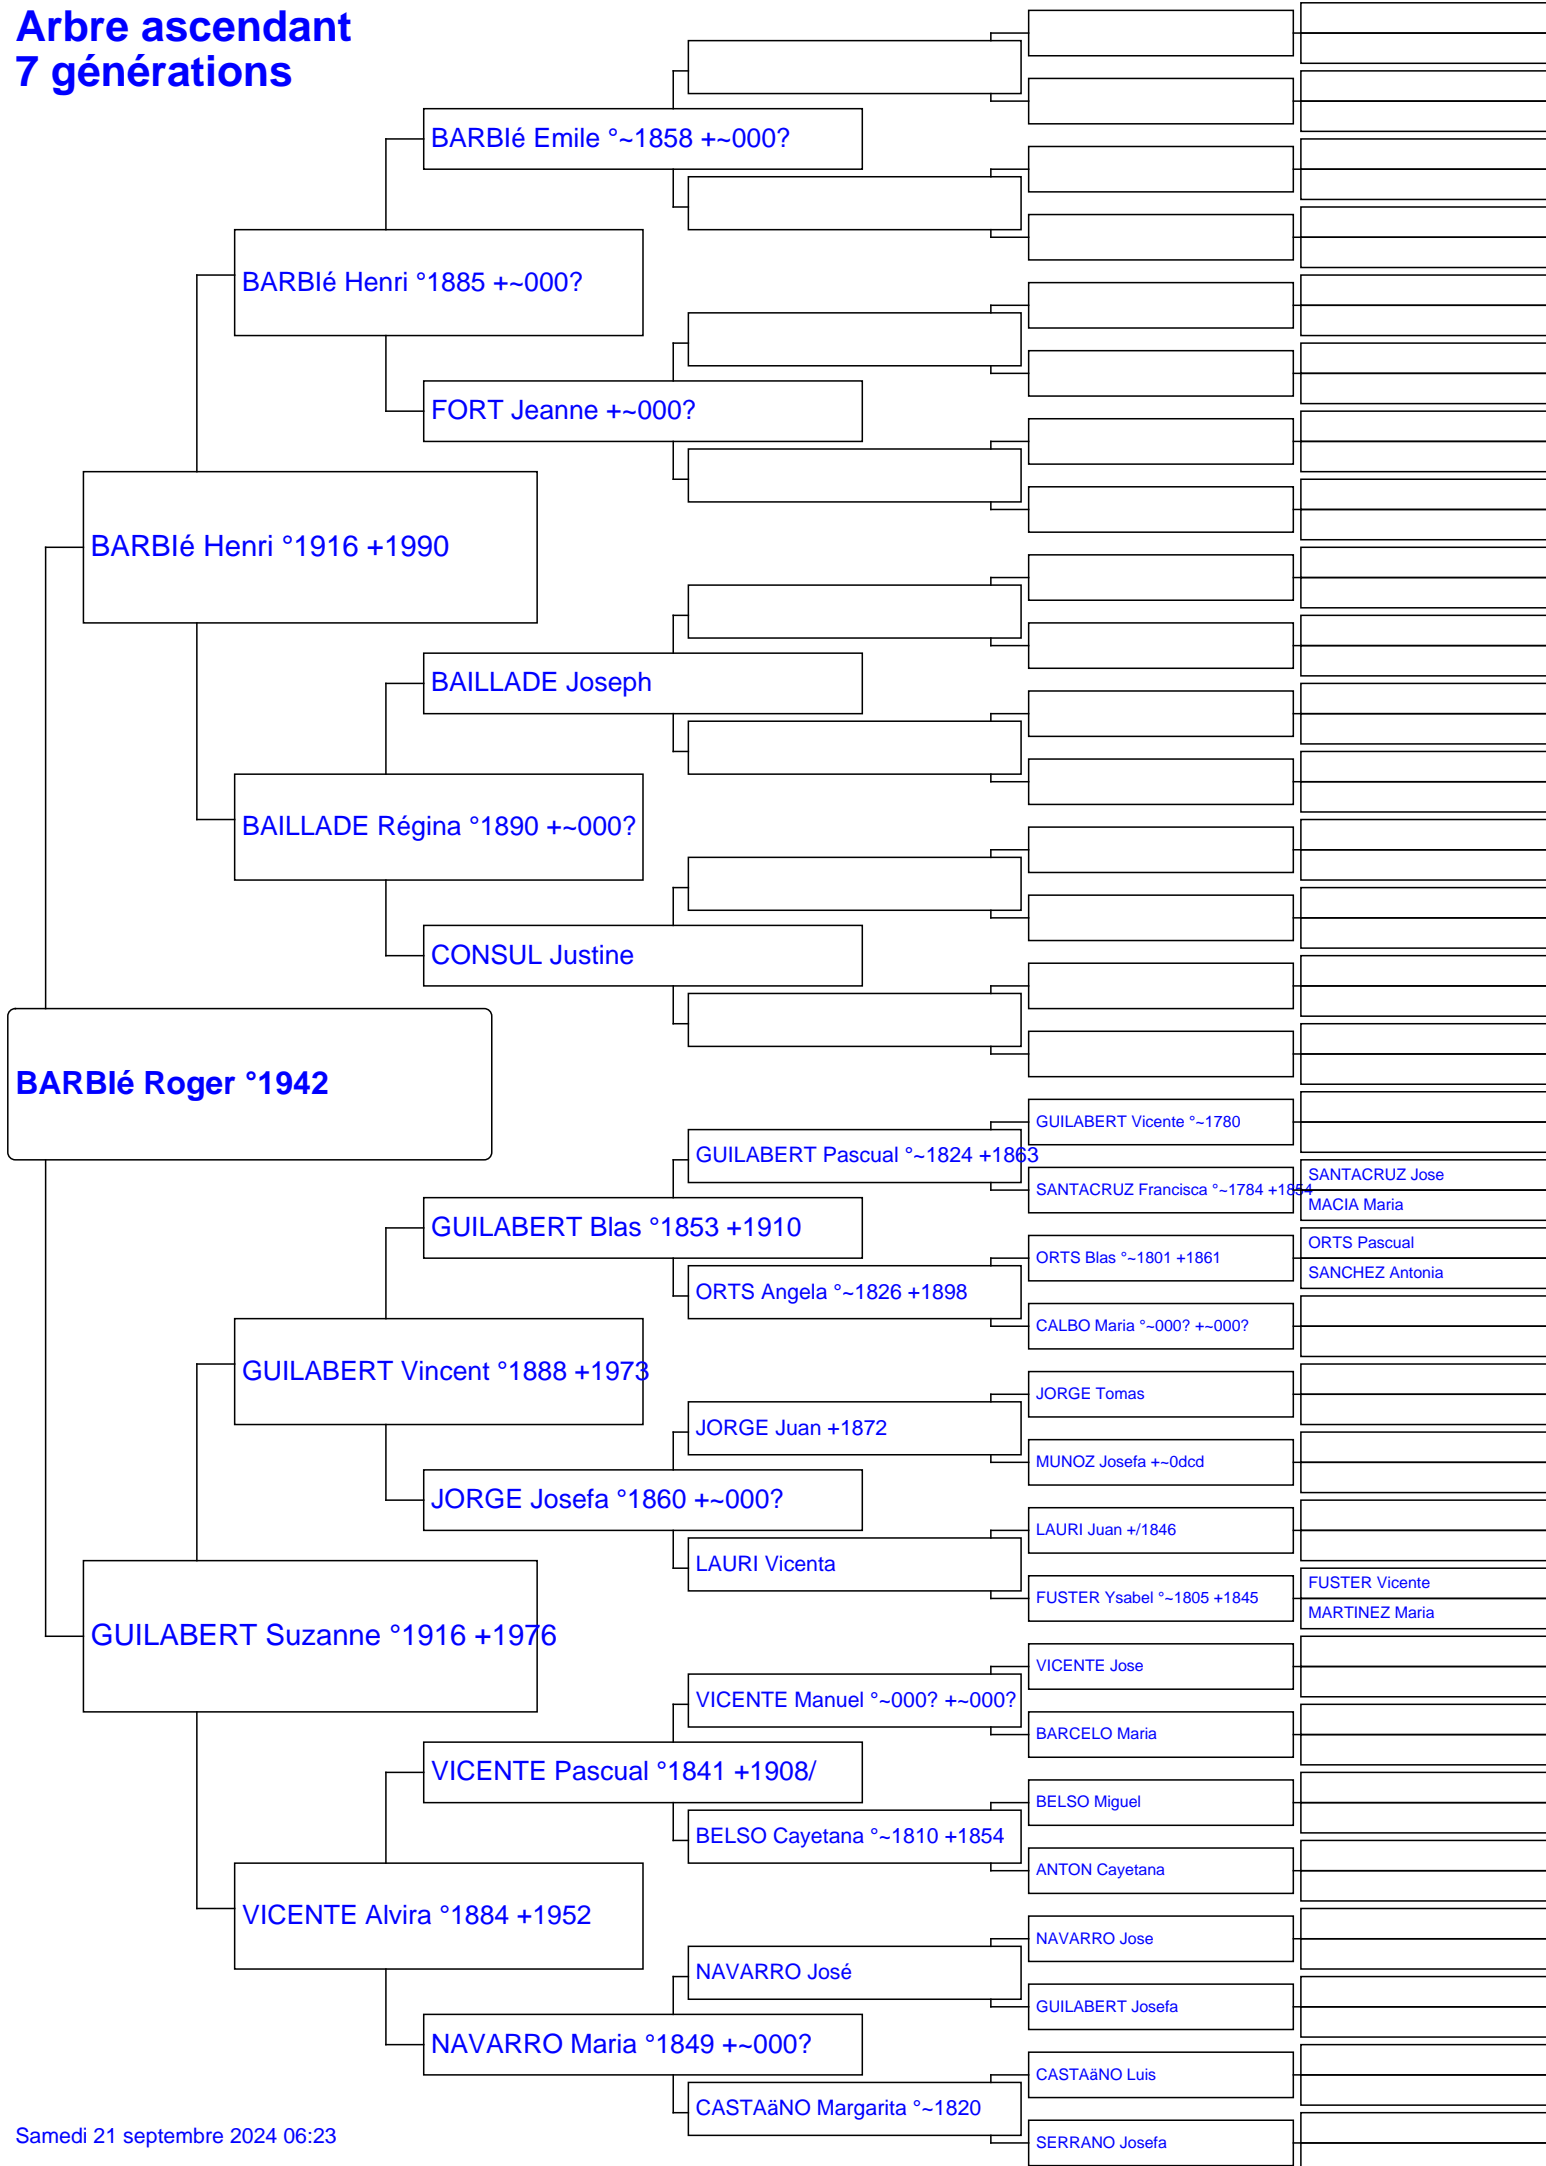 Arbre ascendant
7 générations
BARBIé Emile °~1858 +~000?
BARBIé Henri °1885 +~000?
FORT Jeanne +~000?
BARBIé Henri °1916 +1990
BAILLADE Joseph
BAILLADE Régina °1890 +~000?
CONSUL Justine
BARBIé Roger °1942
GUILABERT Vicente °~1780
GUILABERT Pascual °~1824 +1863
SANTACRUZ Jose
SANTACRUZ Francisca °~1784 +1854
MACIA Maria
GUILABERT Blas °1853 +1910
ORTS Pascual
ORTS Blas °~1801 +1861
SANCHEZ Antonia
ORTS Angela °~1826 +1898
CALBO Maria °~000? +~000?
GUILABERT Vincent °1888 +1973
JORGE Tomas
JORGE Juan +1872
MUNOZ Josefa +~0dcd
JORGE Josefa °1860 +~000?
LAURI Juan +/1846
LAURI Vicenta
FUSTER Vicente
FUSTER Ysabel °~1805 +1845
MARTINEZ Maria
GUILABERT Suzanne °1916 +1976
VICENTE Jose
VICENTE Manuel °~000? +~000?
BARCELO Maria
VICENTE Pascual °1841 +1908/
BELSO Miguel
BELSO Cayetana °~1810 +1854
ANTON Cayetana
VICENTE Alvira °1884 +1952
NAVARRO Jose
NAVARRO José
GUILABERT Josefa
NAVARRO Maria °1849 +~000?
CASTAäNO Luis
CASTAäNO Margarita °~1820
SERRANO Josefa
Samedi 21 septembre 2024 06:23